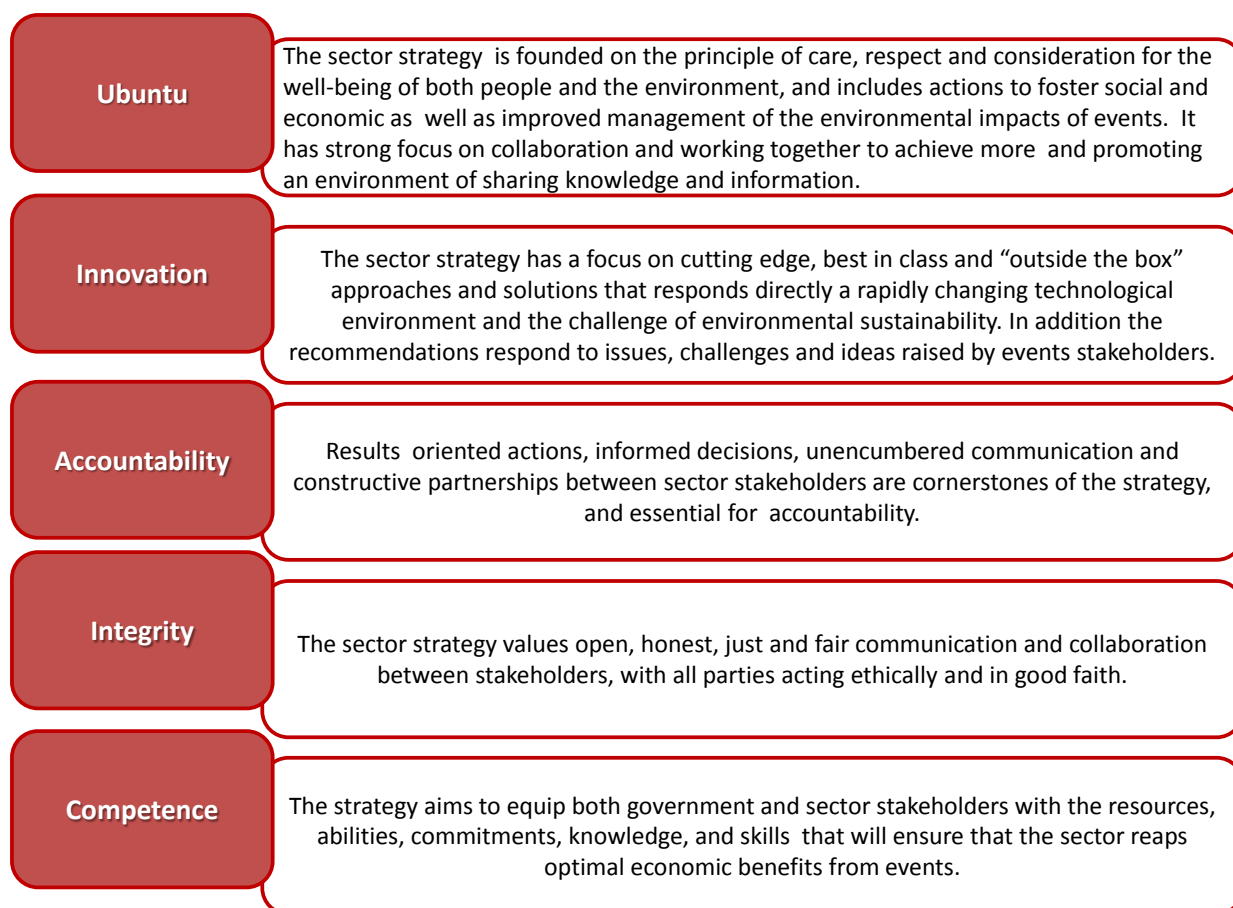 Ubuntu
The sector strategy is founded on the principle of care, respect and consideration for the
well-being of both people and the environment, and includes actions to foster social and
economic as well as improved management of the environmental impacts of events. It
has strong focus on collaboration and working together to achieve more and promoting
an environment of sharing knowledge and information.
Innovation
The sector strategy has a focus on cutting edge, best in class and “outside the box”
approaches and solutions that responds directly a rapidly changing technological
environment and the challenge of environmental sustainability. In addition the
recommendations respond to issues, challenges and ideas raised by events stakeholders.
Accountability
Results oriented actions, informed decisions, unencumbered communication and
constructive partnerships between sector stakeholders are cornerstones of the strategy,
and essential for accountability.
Integrity
The sector strategy values open, honest, just and fair communication and collaboration
between stakeholders, with all parties acting ethically and in good faith.
Competence
The strategy aims to equip both government and sector stakeholders with the resources,
abilities, commitments, knowledge, and skills that will ensure that the sector reaps
optimal economic benefits from events.